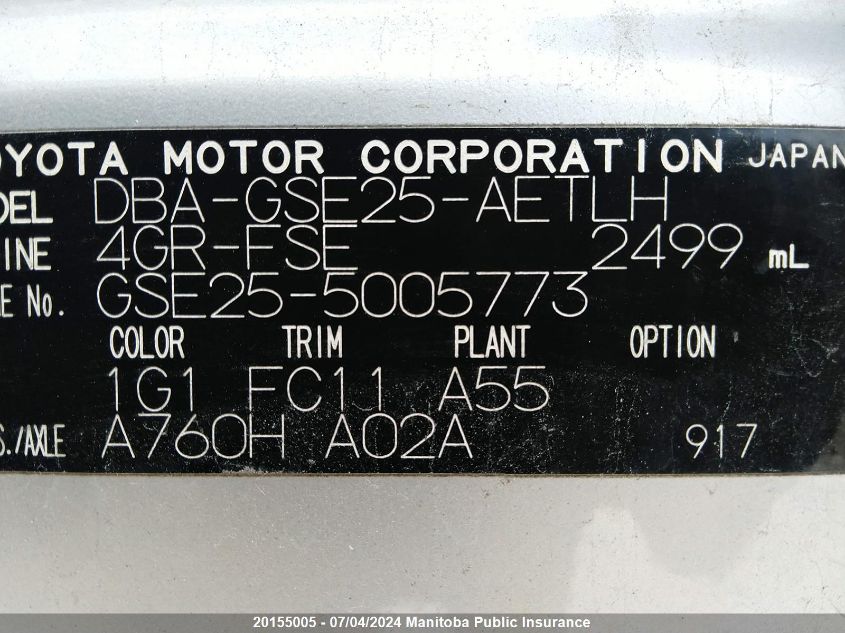 OYOTA MOTOR CORPORATION JAPAN
DEL DBA-GSE25-AETLH
INE 4GR-FSE 2499 mL
E No. GSE25-5005773
COLOR TRIM PLANT OPTION
1G1 FC11 A55
S./AXLE A760H A02A 917
20155005 - 07/04/2024 Manitoba Public Insurance